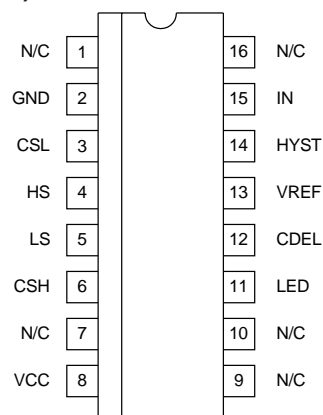 N/C 1 16 N/C
GND 2 15 IN
CSL 3 14 HYST
HS 4 13 VREF
LS 5 12 CDEL
CSH 6 11 LED
N/C 7 10 N/C
VCC 8 9 N/C